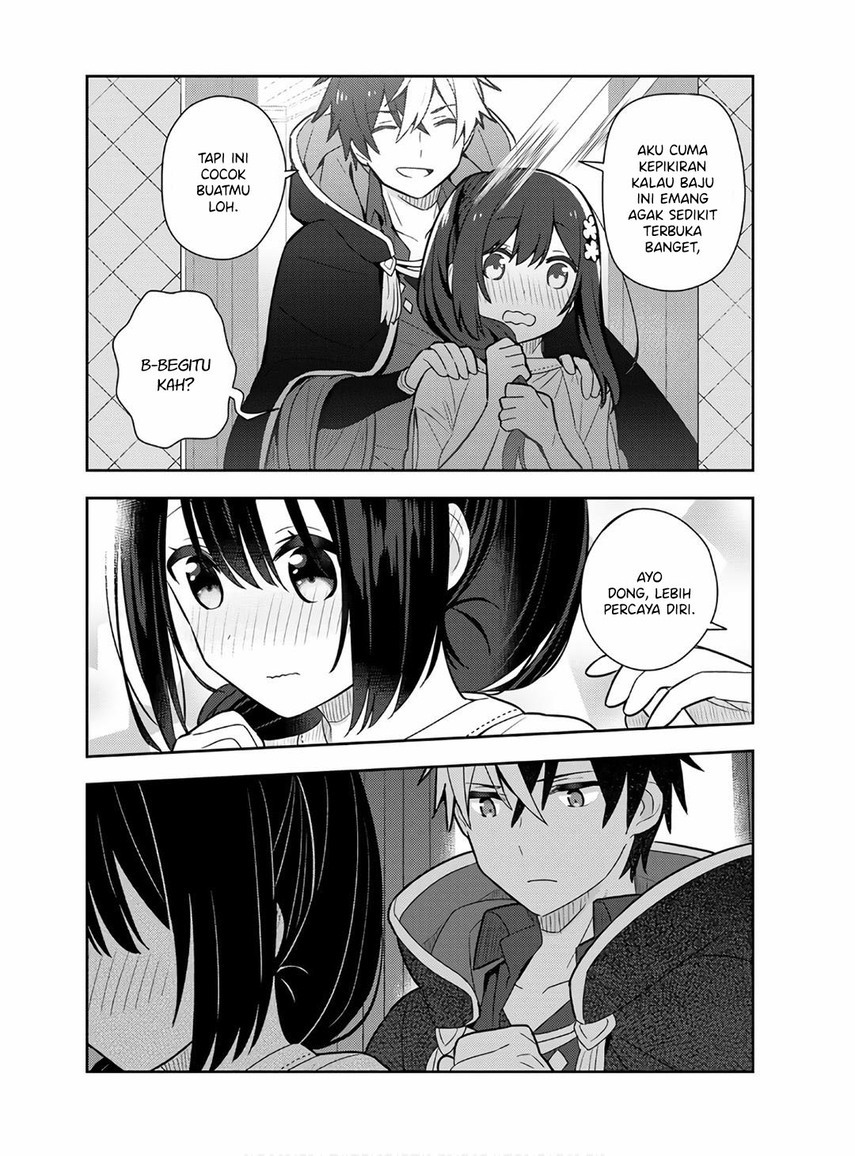 AKU CUMA
KEPIKIRAN
KALAU BAJU
INI EMANG
AGAK SEDIKIT
TERBUKA
BANGET,
TAPI INI
COCOK
BUATMU
LOH.
B-BEGITU
KAH?
AYO
DONG, LEBIH
PERCAYA DIRI.